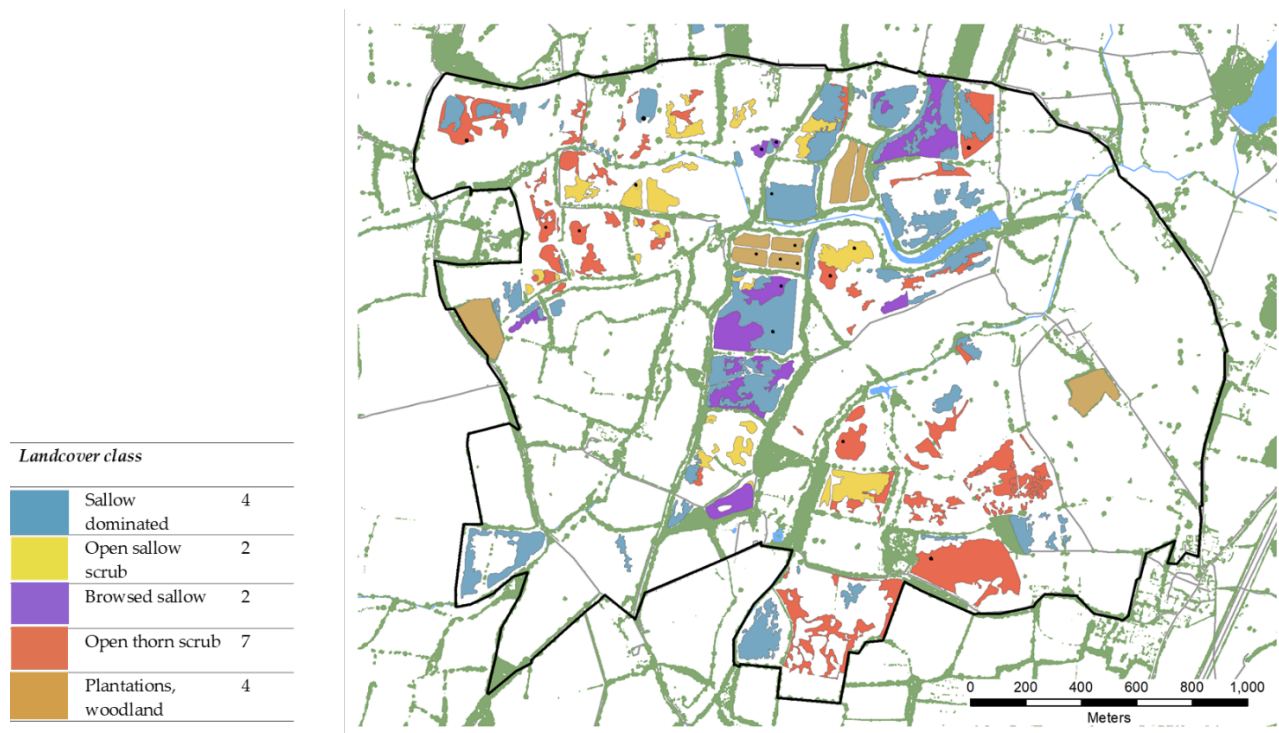 Landcover class
Sallow dominated 4
Open sallow scrub 2
Browsed sallow 2
Open thorn scrub 7
Plantations, woodland 4
0 200 400 600 800 1,000
Meters